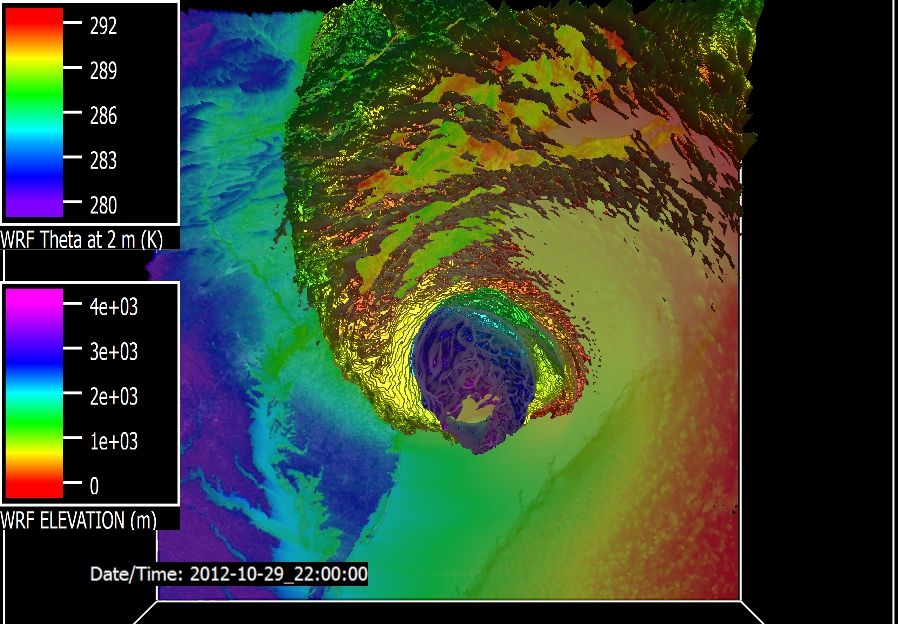 292
289
286
283
280
WRF Theta at 2 m (K)
4e+03
3e+03
2e+03
1e+03
0
WRF ELEVATION (m)
Date/Time: 2012-10-29_22:00:00